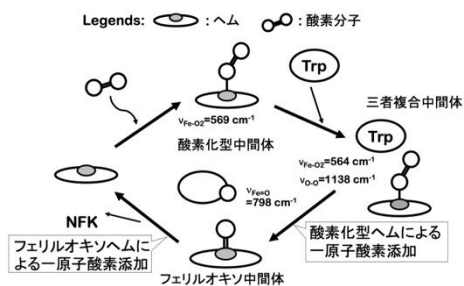 Legends: :ヘム :酸素分子
Trp
νFe-O2=569 cm-1
酸素化型中間体
三者複合中間体
Trp
νFe-O2=564 cm-1
νO-O=1138 cm-1
νFe=O
=798 cm-1
NFK
フェリルオキソヘムに
よる一原子酸素添加
酸素化型ヘムによる
一原子酸素添加
フェリルオキソ中間体